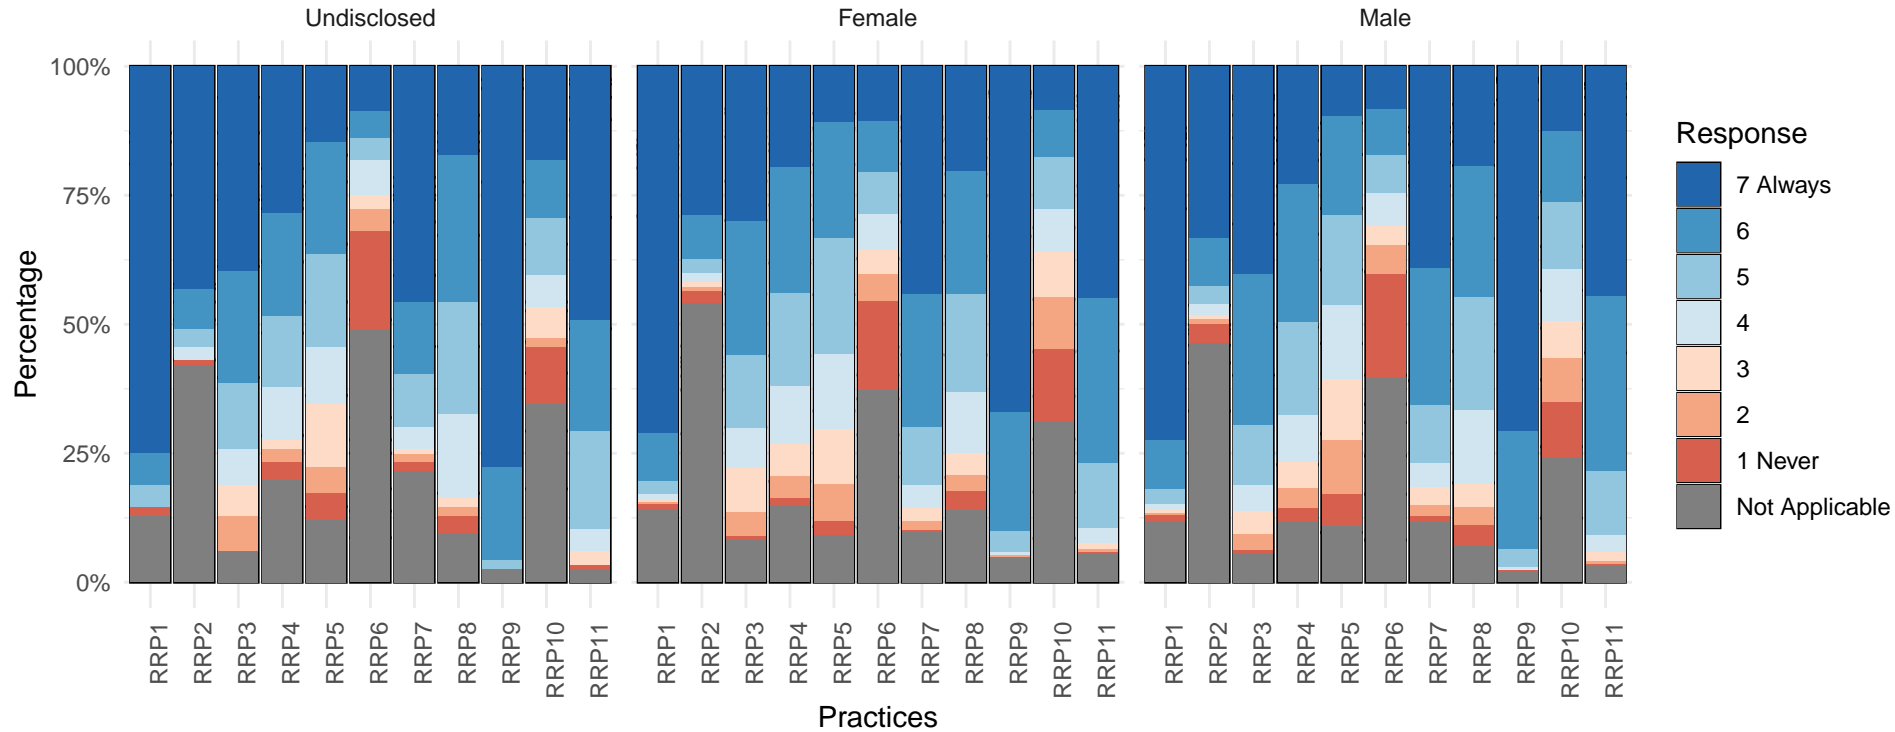 Undisclosed
Female
Male
100%
75%
50%
25%
0%
Percentage
RRP1
RRP2
RRP3
RRP4
RRP5
RRP6
RRP7
RRP8
RRP9
RRP10
RRP11
RRP1
RRP2
RRP3
RRP4
RRP5
RRP6
RRP7
RRP8
RRP9
RRP10
RRP11
RRP1
RRP2
RRP3
RRP4
RRP5
RRP6
RRP7
RRP8
RRP9
RRP10
RRP11
Practices
Response
7 Always
6
5
4
3
2
1 Never
Not Applicable